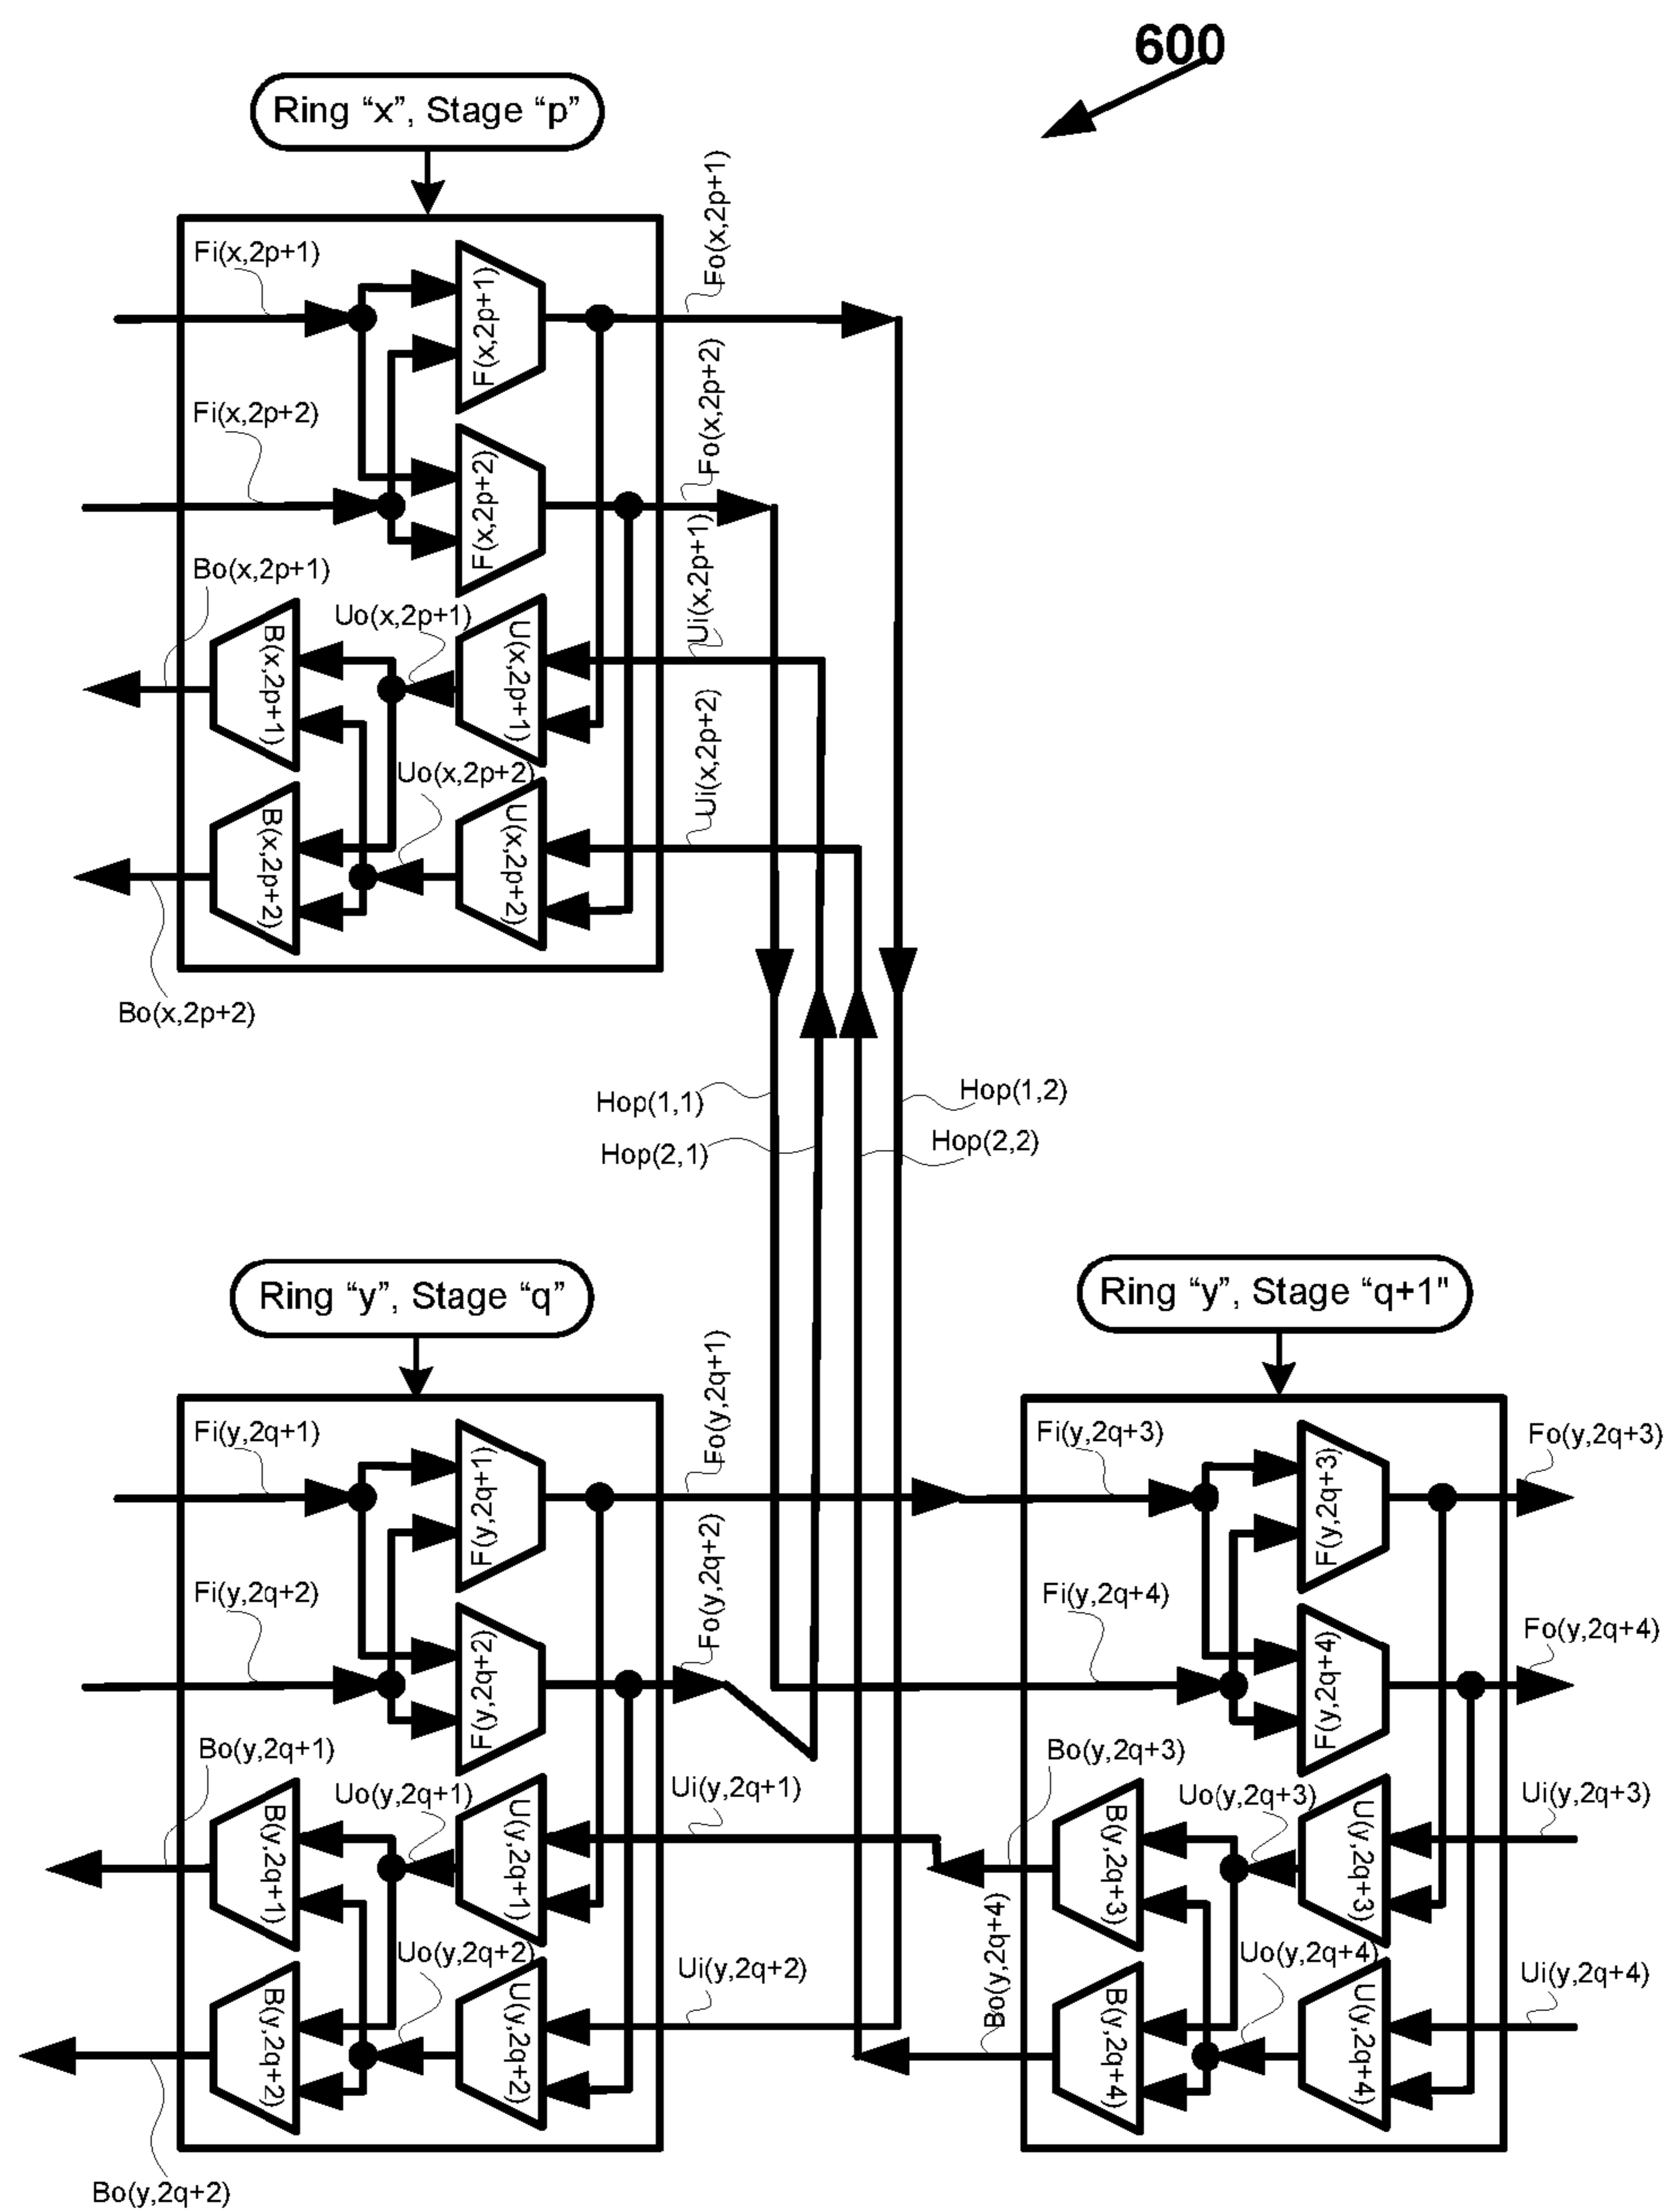 600
Ring “x”, Stage “p”
Fi(x,2p+1)
F(x,2p+1)
Fo(x,2p+1)
Fi(x,2p+2)
F(x,2p+2)
Fo(x,2p+2)
Bo(x,2p+1)
B(x,2p+1)
Uo(x,2p+1)
U(x,2p+1)
Ui(x,2p+1)
B(x,2p+2)
Uo(x,2p+2)
U(x,2p+2)
Ui(x,2p+2)
Bo(x,2p+2)
Hop(1,1)
Hop(1,2)
Hop(2,1)
Hop(2,2)
Ring “y”, Stage “q”
Ring “y”, Stage “q+1"
Fi(y,2q+1)
F(y,2q+1)
Fo(y,2q+1)
Fi(y,2q+2)
F(y,2q+2)
Fo(y,2q+2)
Bo(y,2q+1)
B(y,2q+1)
Uo(y,2q+1)
U(y,2q+1)
Ui(y,2q+1)
B(y,2q+2)
Uo(y,2q+2)
U(y,2q+2)
Ui(y,2q+2)
Bo(y,2q+2)
Fi(y,2q+3)
F(y,2q+3)
Fo(y,2q+3)
Fi(y,2q+4)
F(y,2q+4)
Fo(y,2q+4)
Bo(y,2q+3)
B(y,2q+3)
Uo(y,2q+3)
U(y,2q+3)
Ui(y,2q+3)
Bo(y,2q+4)
B(y,2q+4)
Uo(y,2q+4)
U(y,2q+4)
Ui(y,2q+4)